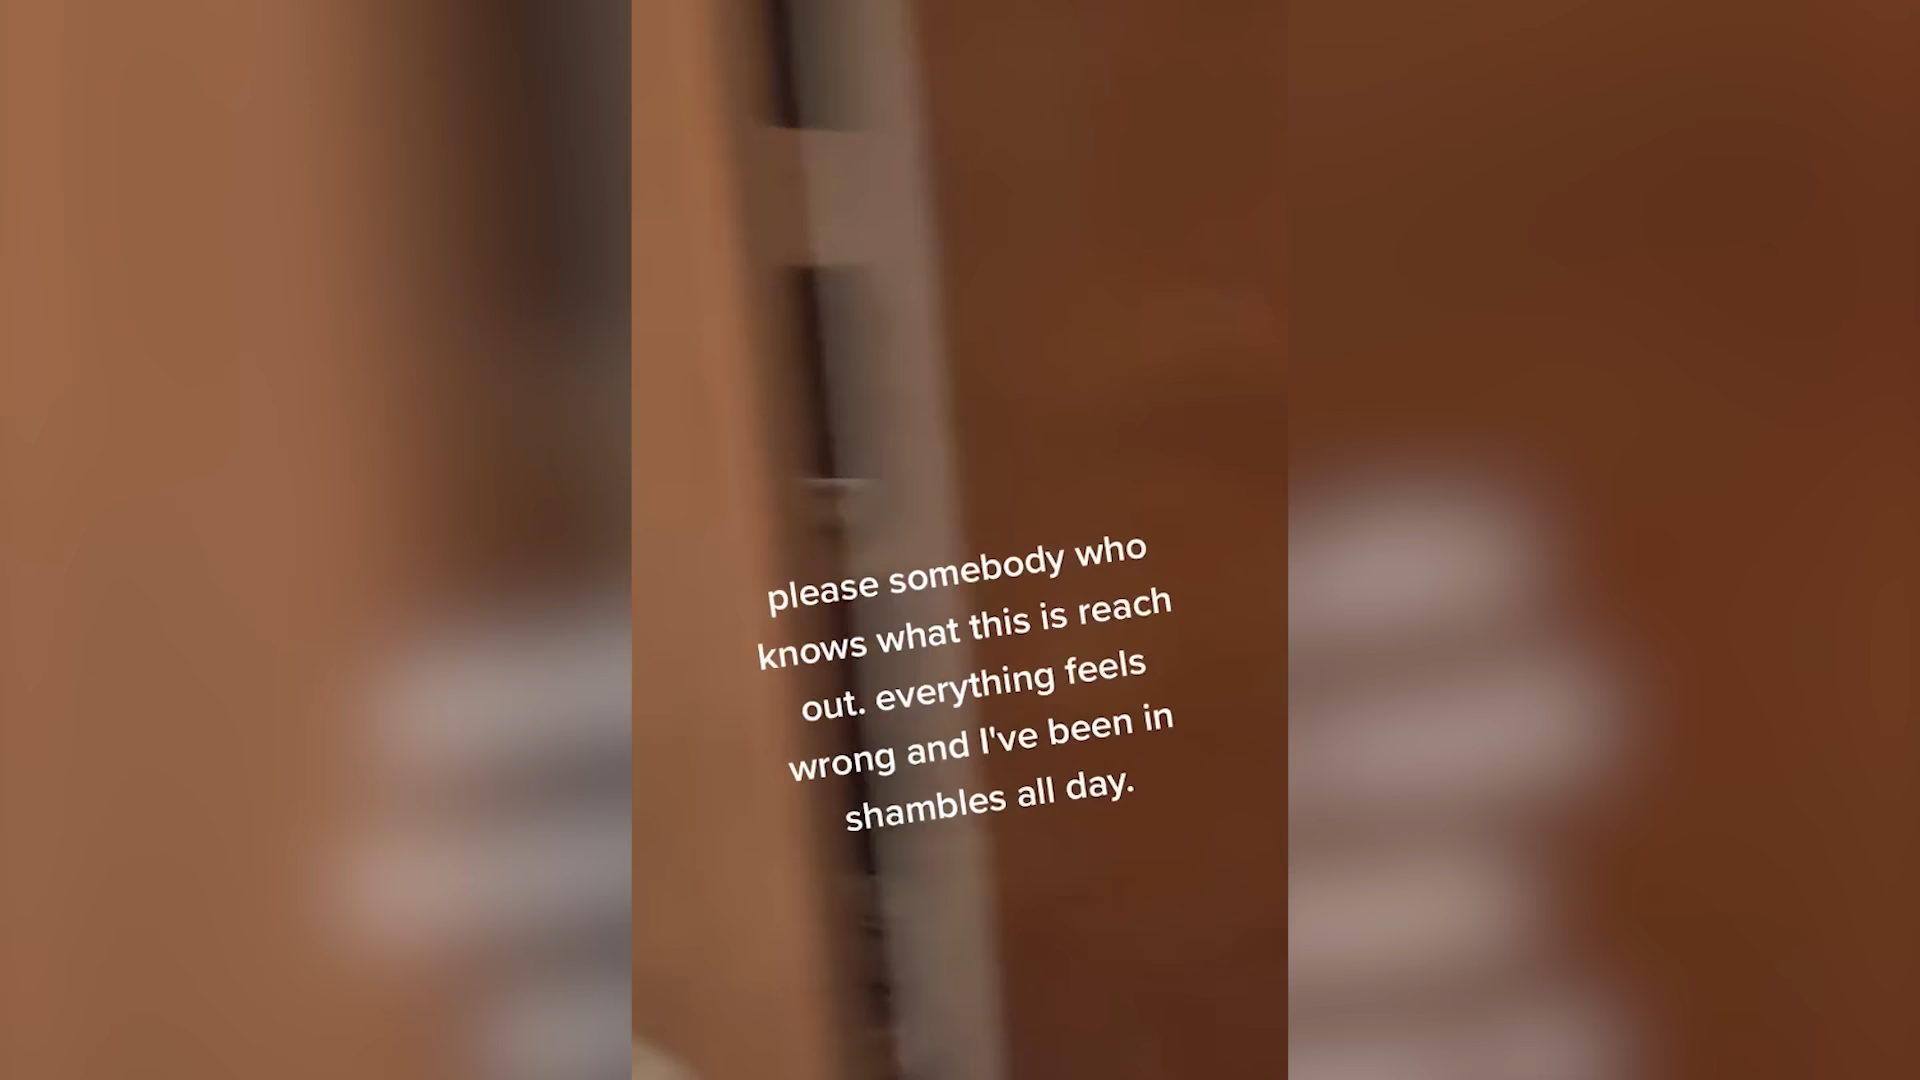 please somebody who
knows what this is reach
out. everything feels
wrong and I've been in
shambles all day.